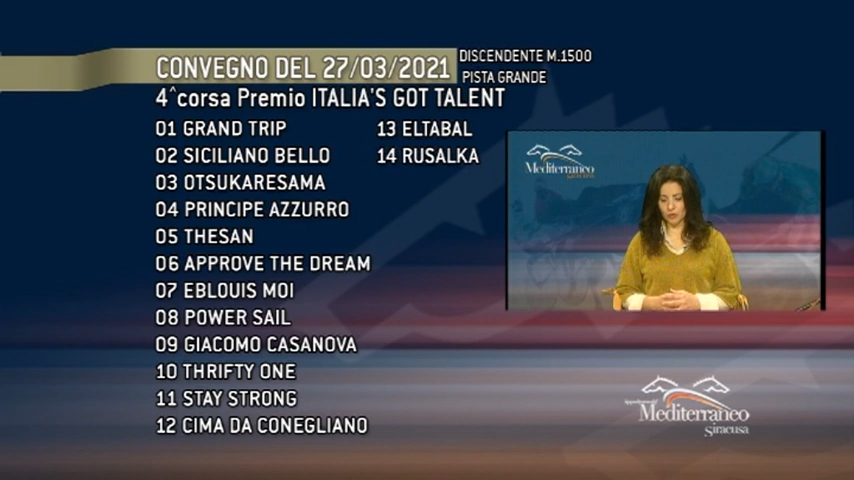 CONVEGNO DEL 27/03/2021
DISCENDENTE M.1500
PISTA GRANDE
4^corsa Premio ITALIA'S GOT TALENT
01 GRAND TRIP
02 SICILIANO BELLO
03 OTSUKARESAMA
04 PRINCIPE AZZURRO
05 THESAN
06 APPROVE THE DREAM
07 EBLOUIS MOI
08 POWER SAIL
09 GIACOMO CASANOVA
10 THRIFTY ONE
11 STAY STRONG
12 CIMA DA CONEGLIANO
13 ELTABAL
14 RUSALKA
Mediterraneo
Mediterraneo
Siracusa